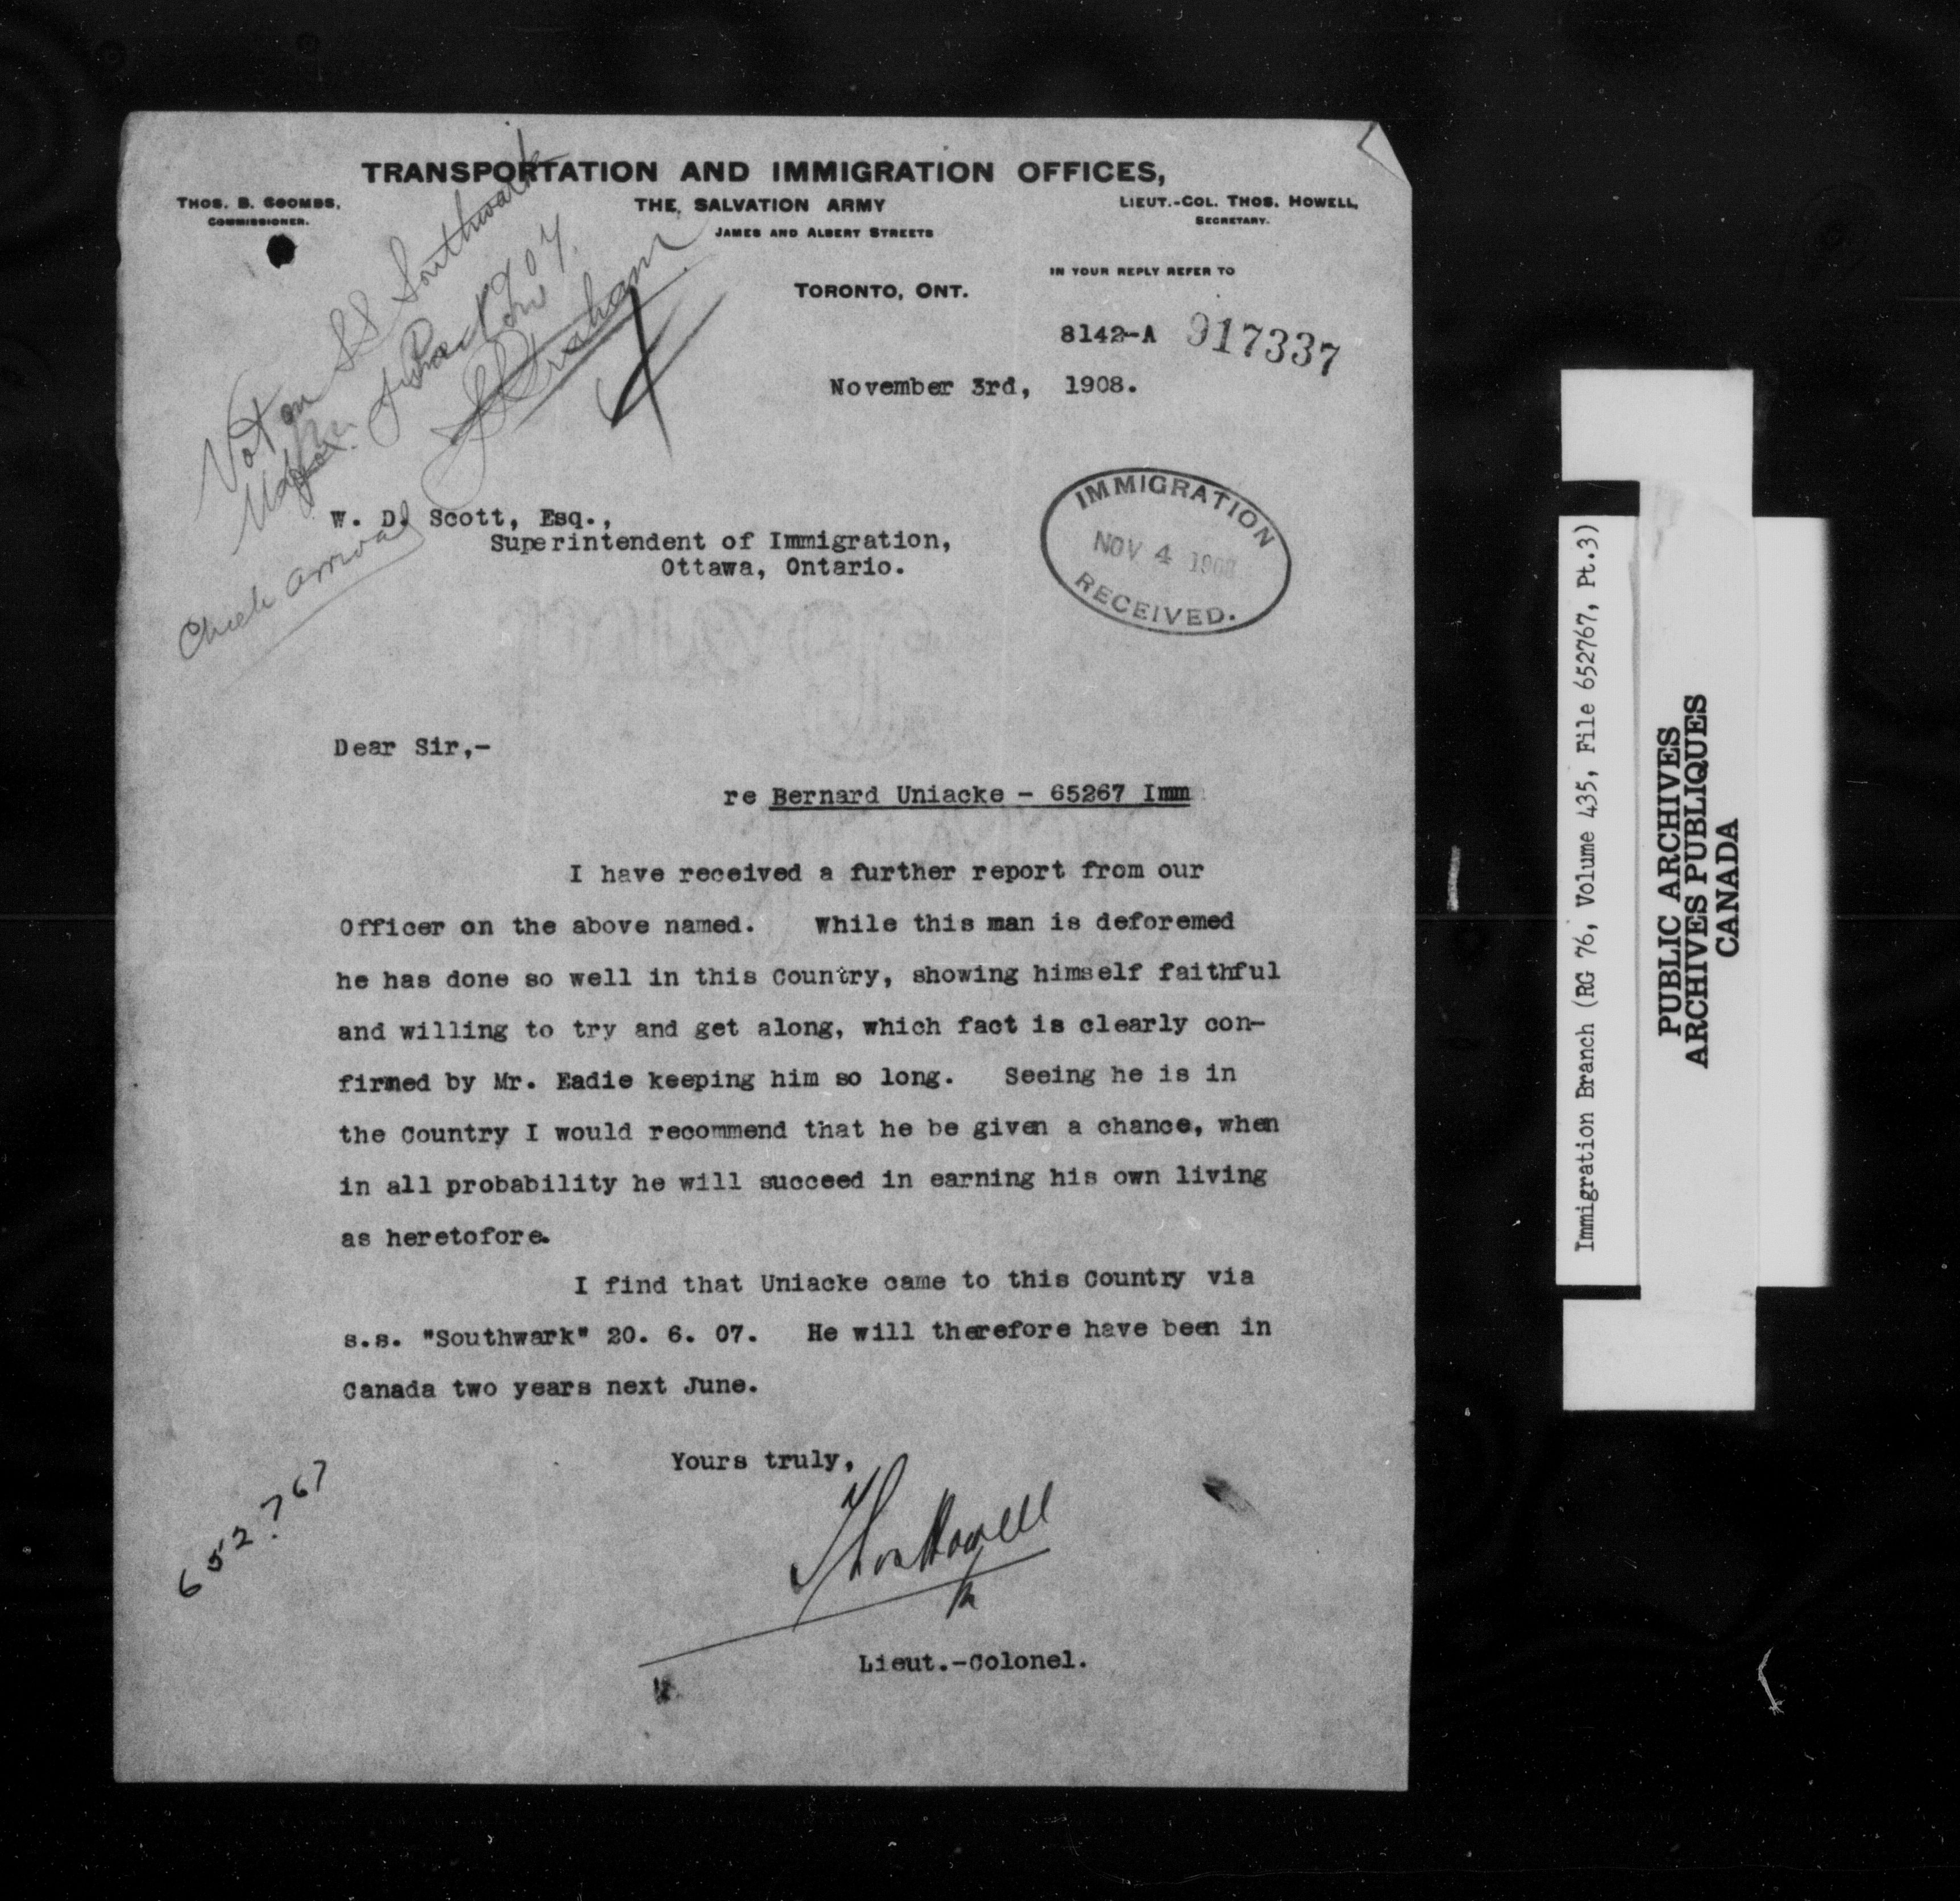 TRANSPORTATION AND IMMIGRATION OFFICES,
THOS. B. COOMBS,
COMMISSIONER.
THE SALVATION ARMY
JAMES AND ALBERT STREETS
LIEUT.-COL. THOS. HOWELL,
SECRETARY.
IN YOUR REPLY REFER TO
TORONTO, ONT.
8142-A 917337
November 3rd, 1908.
Not on SS Southwark
Check arrival
W. D. Scott, Esq.,
Superintendent of Immigration,
Ottawa, Ontario.
IMMIGRATION
NOV 4 1908
RECEIVED.
Dear Sir,-
re Bernard Uniacke - 65267 Imm
I have received a further report from our
Officer on the above named. While this man is deforemed
he has done so well in this Country, showing himself faithful
and willing to try and get along, which fact is clearly con-
firmed by Mr. Eadie keeping him so long. Seeing he is in
the Country I would recommend that he be given a chance, when
in all probability he will succeed in earning his own living
as heretofore.
I find that Uniacke came to this Country via
s.s. "Southwark" 20. 6. 07. He will therefore have been in
Canada two years next June.
Yours truly,
Thos Howell
Lieut.-Colonel.
652767
Immigration Branch (RG 76, Volume 435, File 652767, Pt.3)
PUBLIC ARCHIVES
ARCHIVES PUBLIQUES
CANADA